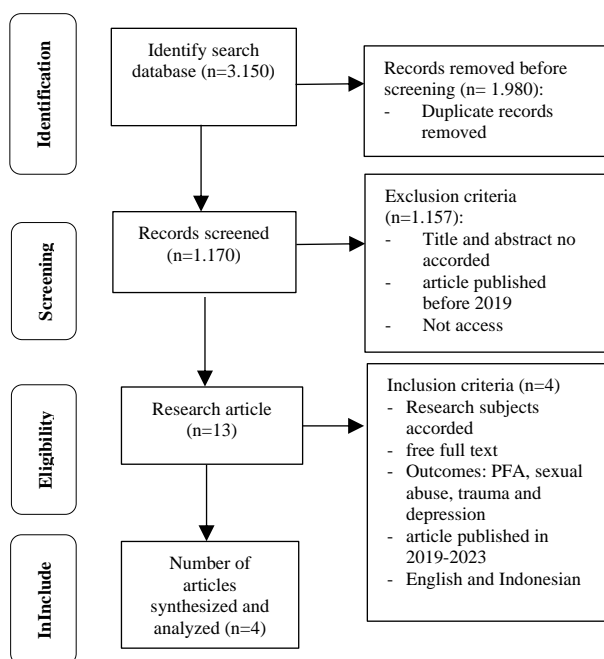 Identification
Identify search
database (n=3.150)
Records removed before
screening (n= 1.980):
- Duplicate records
removed
Screening
Records screened
(n=1.170)
Exclusion criteria
(n=1.157):
- Title and abstract no
accorded
- article published
before 2019
- Not access
Eligibility
Research article
(n=13)
Inclusion criteria (n=4)
- Research subjects
accorded
- free full text
- Outcomes: PFA, sexual
abuse, trauma and
depression
- article published in
2019-2023
- English and Indonesian
InInclude
Number of
articles
synthesized and
analyzed (n=4)